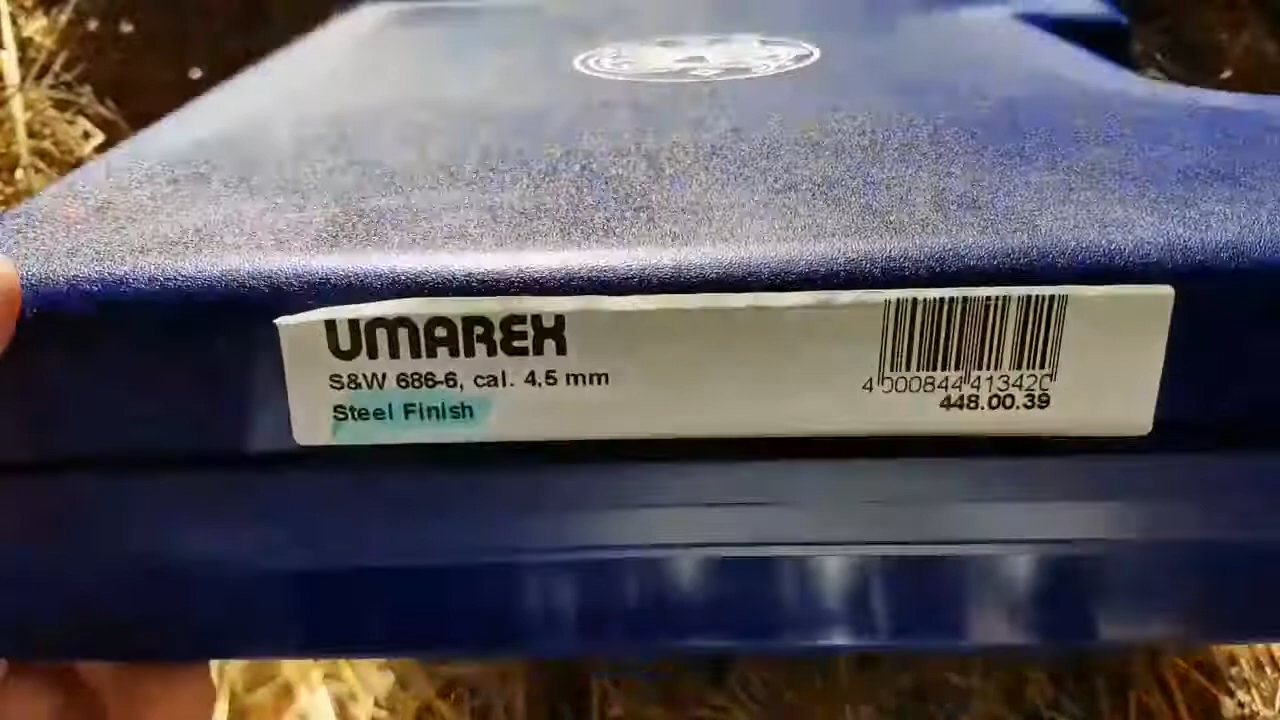 UMAREX
S&W 686-6, cal. 4,5 mm
Steel Finish
4 000844 413420
448.00.39